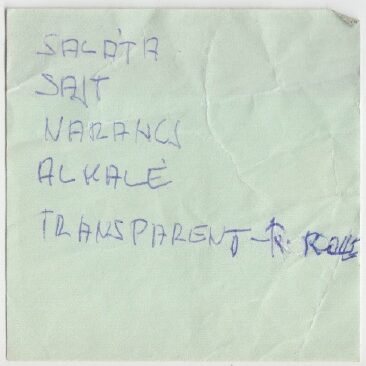 SALÁTA
SAJT
NARANCS
ALKALÉ
TRANSPARENT